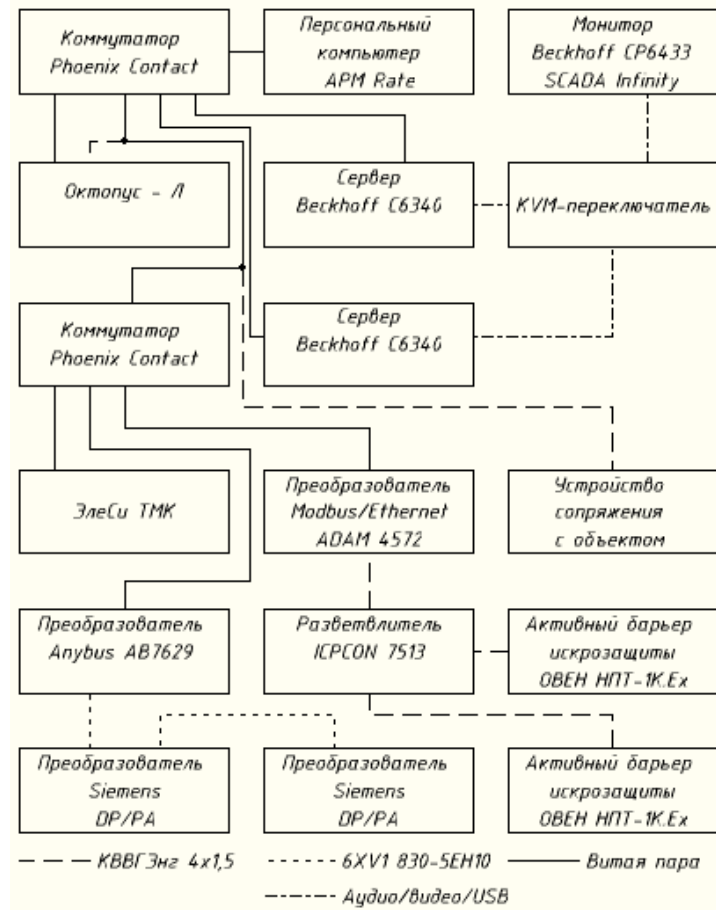 Коммутатор
Phoenix Contact
Персональный
компьютер
АРМ Rate
Монитор
Beckhoff CP6433
SCADA Infinity
Октопус - Л
Сервер
Beckhoff C6340
KVM-переключатель
Коммутатор
Phoenix Contact
Сервер
Beckhoff C6340
ЭлеСи ТМК
Преобразователь
Modbus/Ethernet
ADAM 4572
Устройство
сопряжения
с объектом
Преобразователь
Anybus AB7629
Разветвлитель
ICPCON 7513
Активный барьер
искрозащиты
ОВЕН НПТ-1К.Ех
Преобразователь
Siemens
DP/PA
Преобразователь
Siemens
DP/PA
Активный барьер
искрозащиты
ОВЕН НПТ-1К.Ех
КВВГЭнг 4х1,5
6XV1 830-5EH10
Витая пара
Аудио/видео/USB